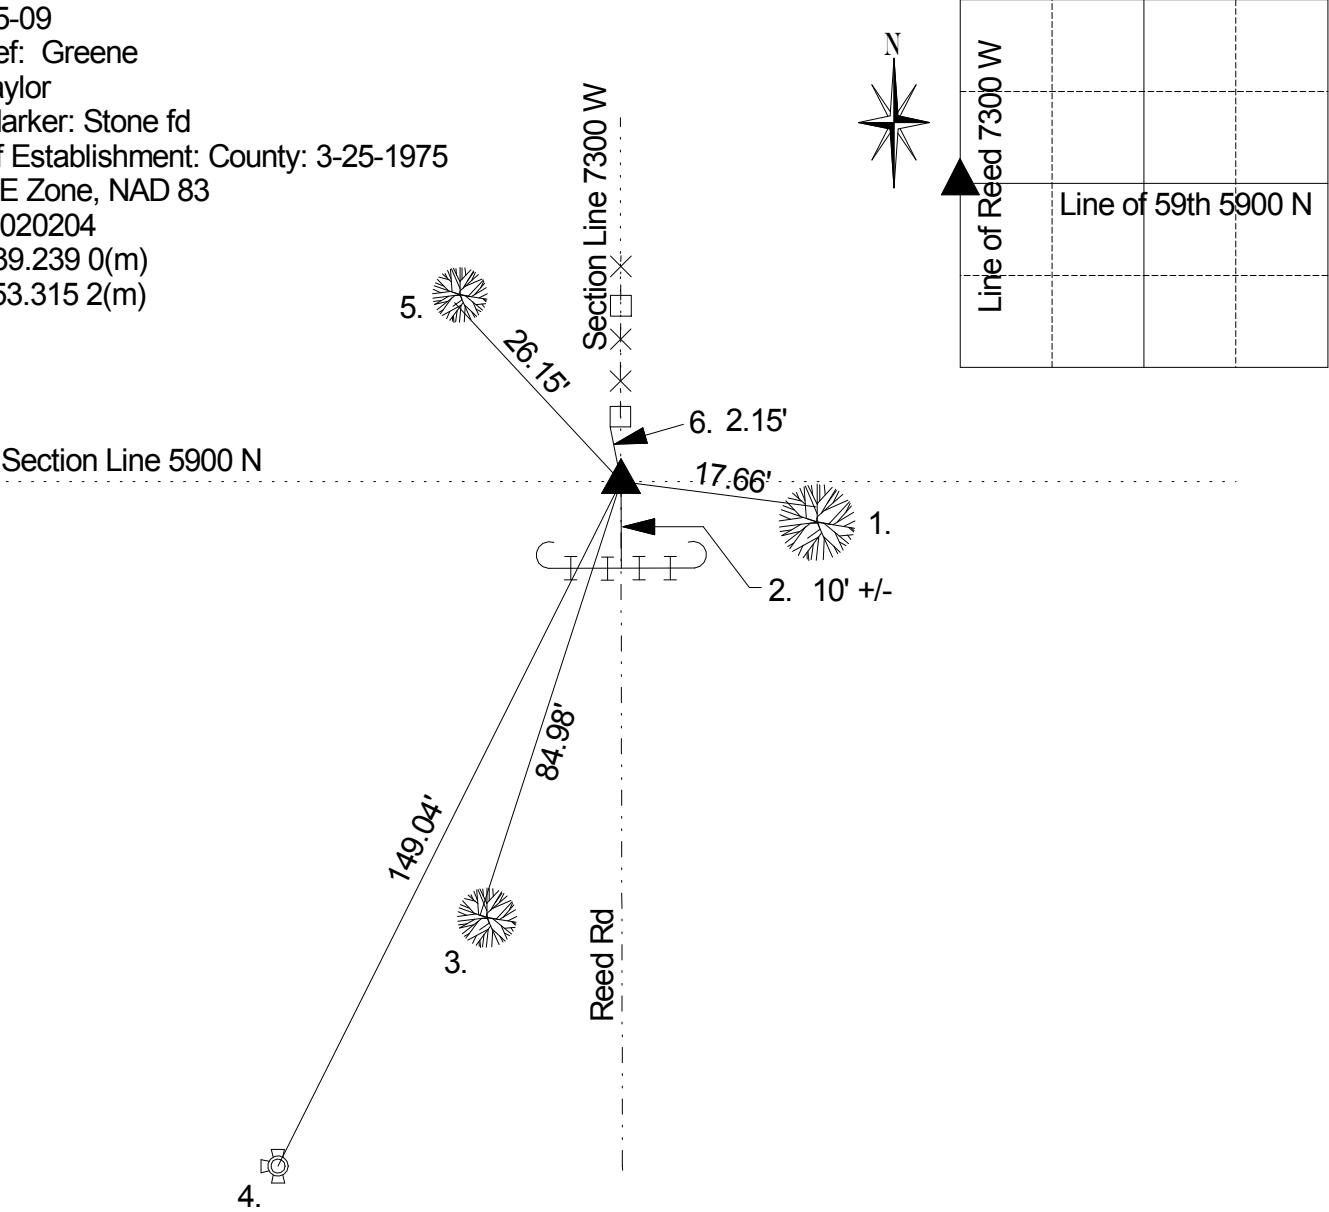 5-09
ef: Greene
aylor
larker: Stone fd
f Establishment: County: 3-25-1975
E Zone, NAD 83
020204
39.239 0(m)
53.315 2(m)
N
Section Line 7300 W
Line of Reed 7300 W
Line of 59th 5900 N
5.
26.15'
6. 2.15'
Section Line 5900 N
17.66'
1.
2. 10' +/-
84.98'
149.04'
Reed Rd
3.
4.